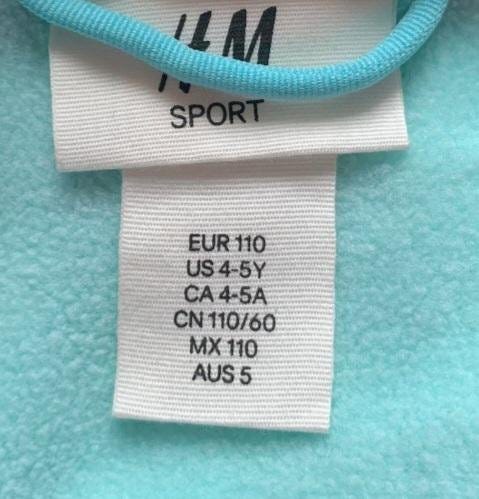 H&M
SPORT
EUR 110
US 4-5Y
CA 4-5A
CN 110/60
MX 110
AUS 5